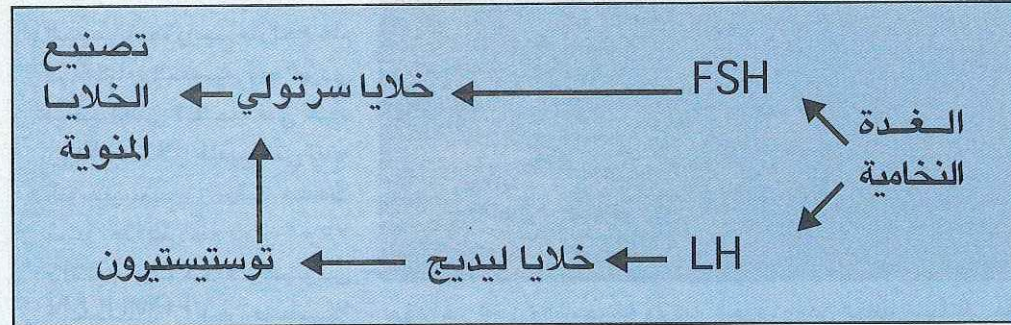 الغدة
النخامية
FSH
خلايا سرتولي
تصنيع
الخلايا
المنوية
LH
خلايا ليديج
توستيستيرون